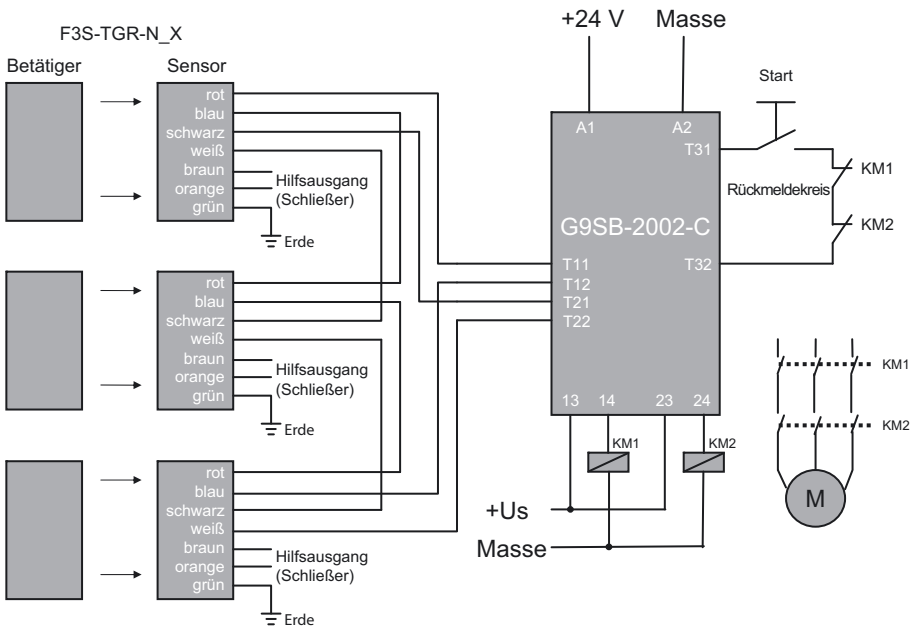 +24 V
Masse
F3S-TGR-N_X
Betätiger
Sensor
Start
rot
blau
schwarz
weiß
braun
orange
grün
Hilfsausgang
(Schließer)
Erde
A1
A2
T31
KM1
Rückmeldekreis
KM2
G9SB-2002-C
T11
T12
T21
T22
T32
rot
blau
schwarz
weiß
braun
orange
grün
Hilfsausgang
(Schließer)
Erde
13
14
23
24
KM1
KM2
KM1
KM2
M
rot
blau
schwarz
weiß
braun
orange
grün
Hilfsausgang
(Schließer)
Erde
+Us
Masse